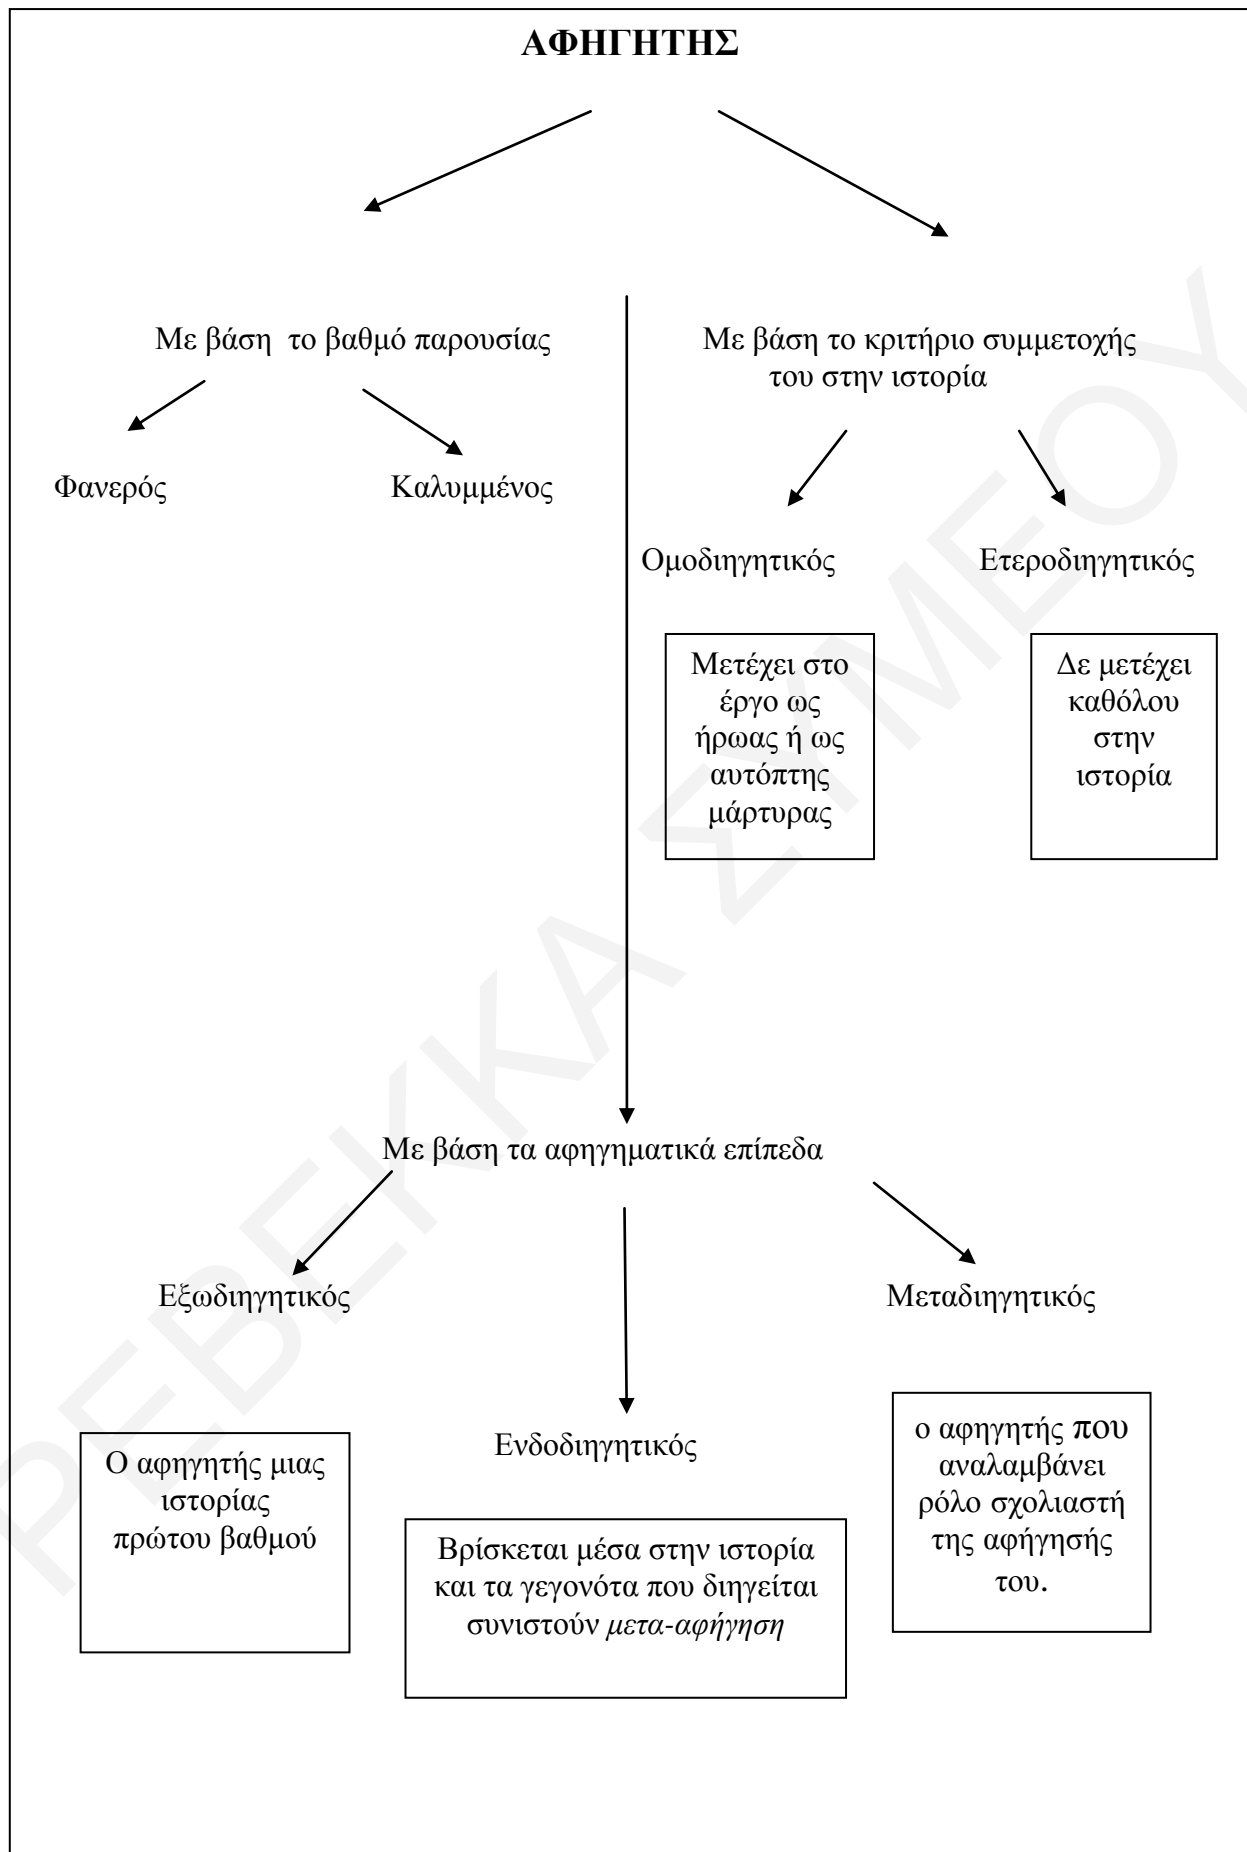 ΑΦΗΓΗΤΗΣ
Με βάση το βαθμό παρουσίας
Φανερός
Καλυμμένος
Με βάση το κριτήριο συμμετοχής
του στην ιστορία
Ομοδιηγητικός
Ετεροδιηγητικός
Μετέχει στο
έργο ως
ήρωας ή ως
αυτόπτης
μάρτυρας
Δε μετέχει
καθόλου
στην
ιστορία
Με βάση τα αφηγηματικά επίπεδα
Εξωδιηγητικός
Ενδοδιηγητικός
Μεταδιηγητικός
Ο αφηγητής μιας
ιστορίας
πρώτου βαθμού
Βρίσκεται μέσα στην ιστορία
και τα γεγονότα που διηγείται
συνιστούν μετα-αφήγηση
ο αφηγητής που
αναλαμβάνει
ρόλο σχολιαστή
της αφήγησής
του.
ΡΕΒΕΚΚΑ ΣΥΜΕΟΥ